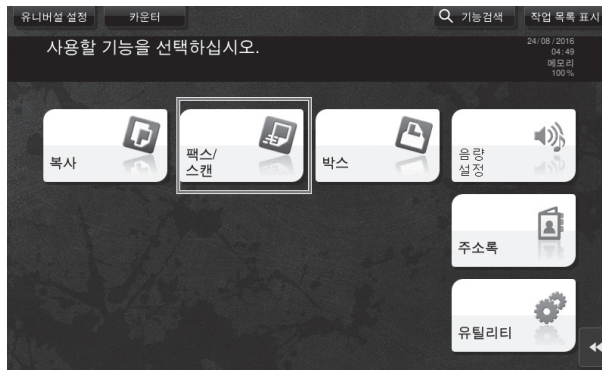 유니버설 설정
카운터
기능검색
작업 목록 표시
사용할 기능을 선택하십시오.
24/08/2016
04:49
메모리
100%
복사
팩스/
스캔
박스
음량
설정
주소록
유틸리티